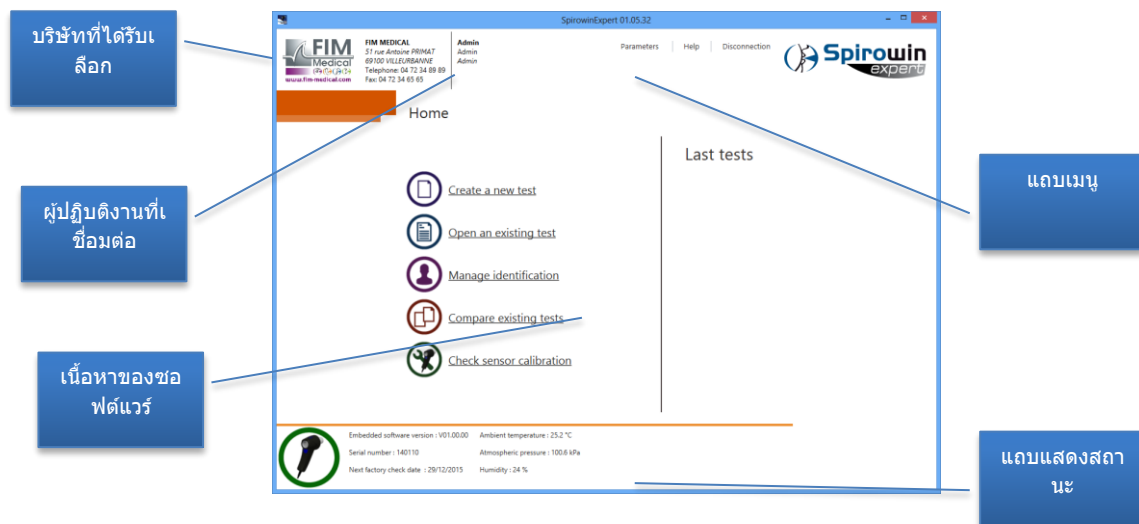 บริษัทที่ได้รับเ
ลือก
SpirowinExpert 01.05.32
FIM
Medical
www.fim-medical.com
FIM MEDICAL
51 rue Antoine PRIMAT
69100 VILLEURBANNE
Telephone: 04 72 34 89 89
Fax: 04 72 34 65 65
Admin
Admin
Admin
Parameters | Help | Disconnection
Spirowin
expert
Home
Last tests
Create a new test
Open an existing test
Manage identification
Compare existing tests
Check sensor calibration
ผู้ปฏิบัติงานที่เ
ชื่อมต่อ
แถบเมนู
เนื้อหาของซอ
ฟต์แวร์
Embedded software version : V01.00.00
Ambient temperature : 25.2 °C
Serial number : 140110
Atmospheric pressure : 100.6 kPa
Next factory check date : 29/12/2015
Humidity : 24 %
แถบแสดงสถา
นะ